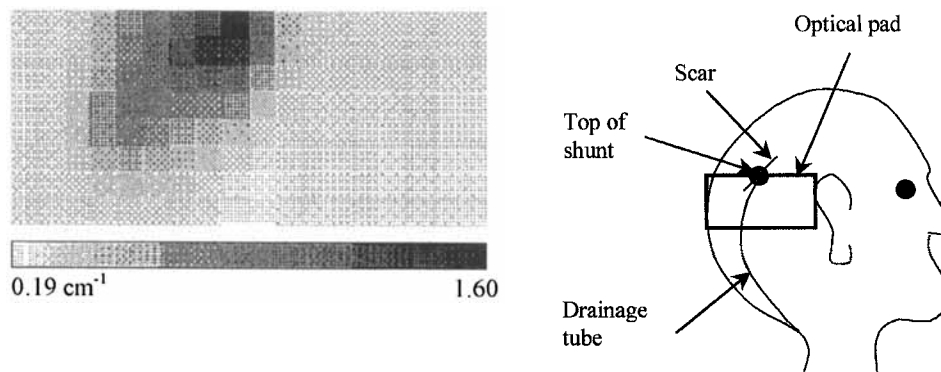 0.19 cm⁻¹
1.60
Optical pad
Scar
Top of
shunt
Drainage
tube